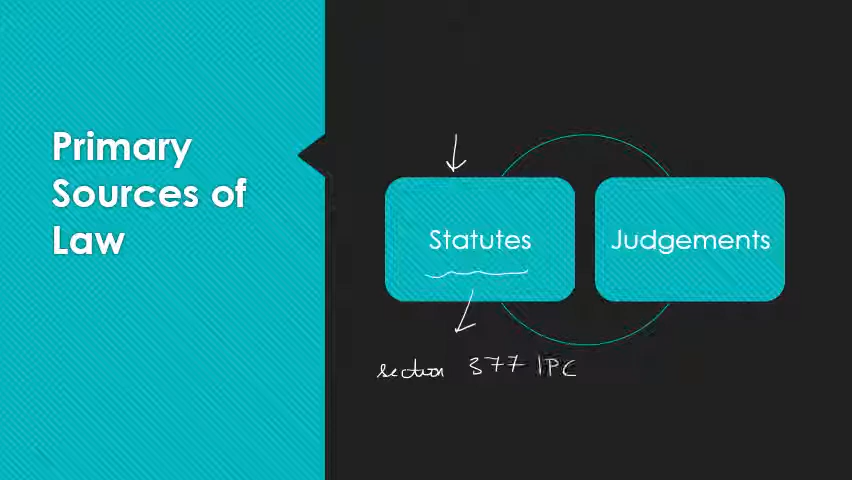 Primary
Sources of
Law
Statutes
Judgements
section 377 IPC